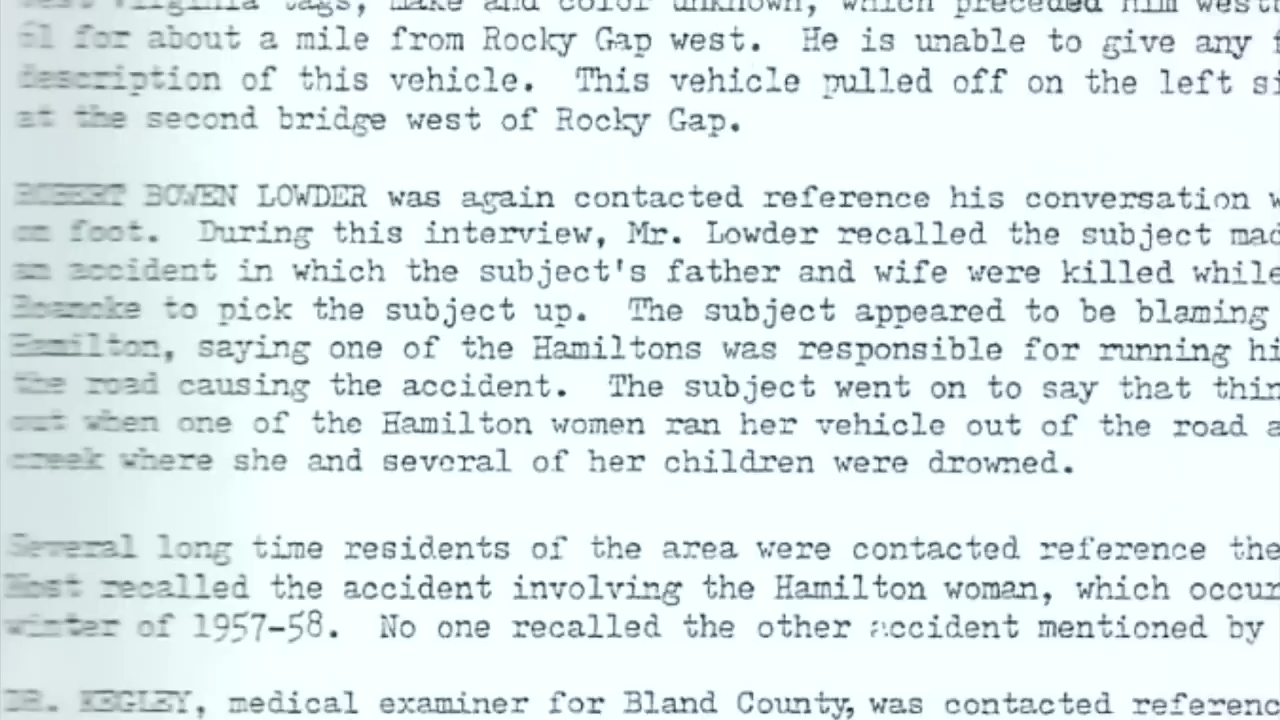 West Virginia tags, make and color unknown, which preceded him
61 for about a mile from Rocky Gap west. He is unable to give any
description of this vehicle. This vehicle pulled off on the left
at the second bridge west of Rocky Gap.
ROBERT BOWEN LOWDER was again contacted reference his conversation
on foot. During this interview, Mr. Lowder recalled the subject mad
an accident in which the subject's father and wife were killed while
Roanoke to pick the subject up. The subject appeared to be blaming
Hamilton, saying one of the Hamiltons was responsible for running hi
the road causing the accident. The subject went on to say that thin
out when one of the Hamilton women ran her vehicle out of the road a
creek where she and several of her children were drowned.
Several long time residents of the area were contacted reference the
Most recalled the accident involving the Hamilton woman, which occur
winter of 1957-58. No one recalled the other accident mentioned by
DR. KEGLEY, medical examiner for Bland County, was contacted referenc